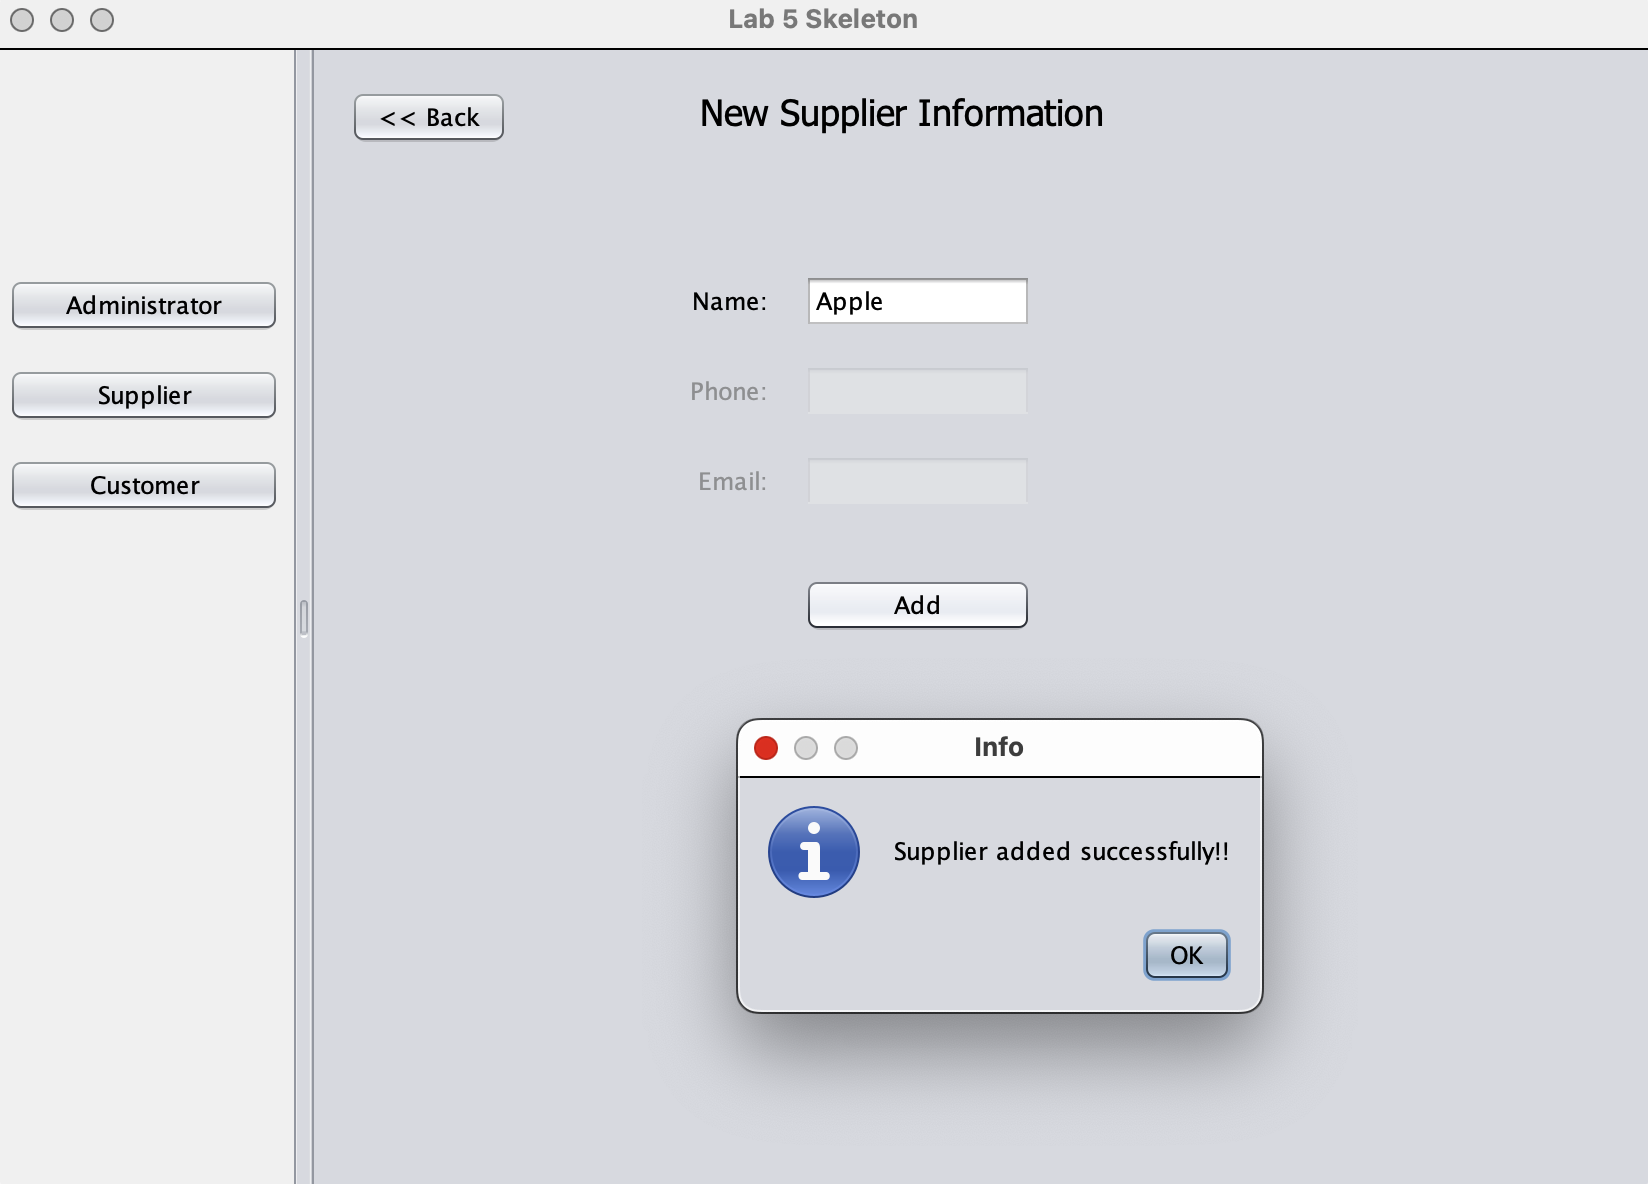 Lab 5 Skeleton
<< Back
New Supplier Information
Administrator
Supplier
Customer
Name: Apple
Phone:
Email:
Add
Info
Supplier added successfully!!
OK